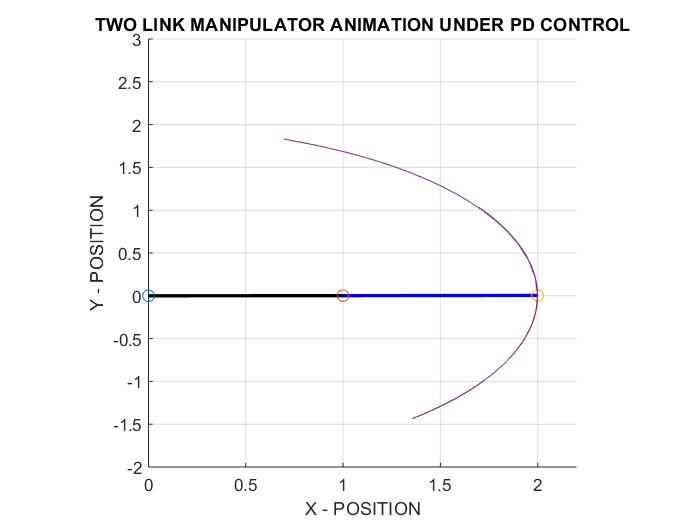 TWO LINK MANIPULATOR ANIMATION UNDER PD CONTROL
3
2.5
2
1.5
1
0.5
0
-0.5
-1
-1.5
-2
Y - POSITION
0 0.5 1 1.5 2
X - POSITION